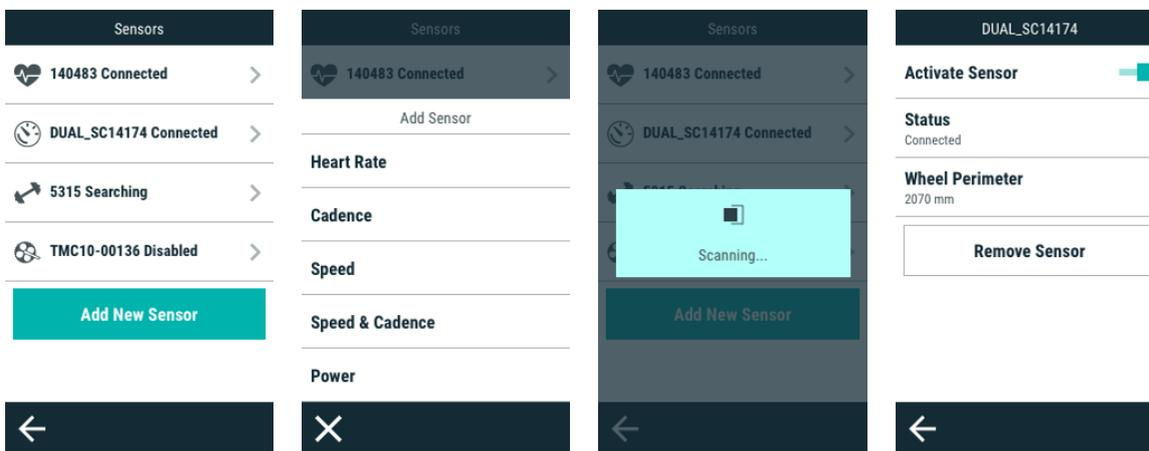 Sensors
140483 Connected
DUAL_SC14174 Connected
5315 Searching
TMC10-00136 Disabled
Add New Sensor
Sensors
140483 Connected
Add Sensor
Heart Rate
Cadence
Speed
Speed & Cadence
Power
Sensors
140483 Connected
DUAL_SC14174 Connected
5315 Searching
Scanning...
Add New Sensor
DUAL_SC14174
Activate Sensor
Status
Connected
Wheel Perimeter
2070 mm
Remove Sensor